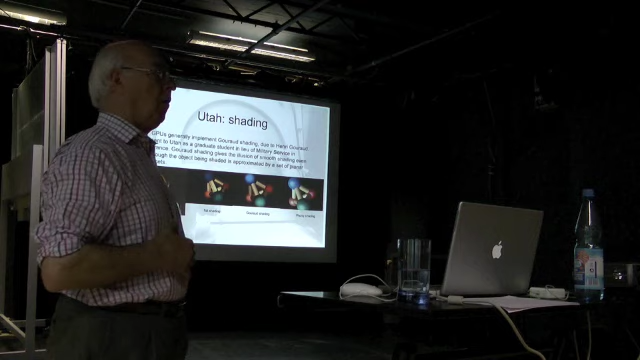 Utah: shading
GPUs generally implement Gouraud shading, due to Henri Gouraud
to Utah as a graduate student in lieu of Military Service in
Gouraud shading gives the illusion of smooth shading even
the object being shaded is approximated by a set of planar
No shading
Gouraud shading
Phong shading